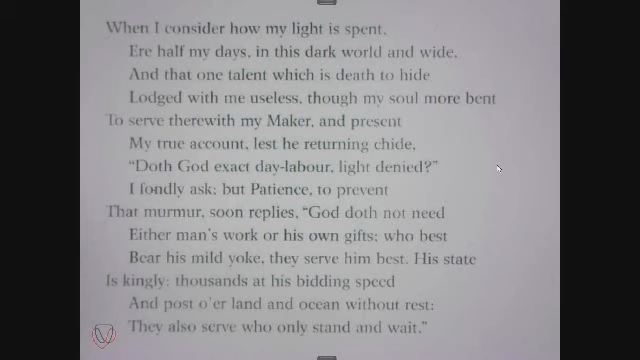 When I consider how my light is spent,
Ere half my days, in this dark world and wide,
And that one talent which is death to hide
Lodged with me useless, though my soul more bent
To serve therewith my Maker, and present
My true account, lest he returning chide,
"Doth God exact day-labour, light denied?"
I fondly ask; but Patience, to prevent
That murmur, soon replies, "God doth not need
Either man's work or his own gifts; who best
Bear his mild yoke, they serve him best. His state
Is kingly: thousands at his bidding speed
And post o'er land and ocean without rest:
They also serve who only stand and wait."